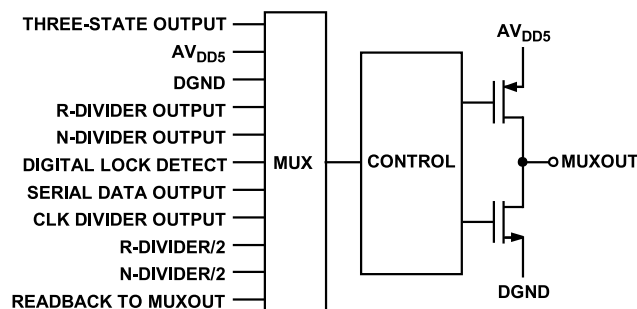 THREE-STATE OUTPUT
AVDD5
DGND
R-DIVIDER OUTPUT
N-DIVIDER OUTPUT
DIGITAL LOCK DETECT
SERIAL DATA OUTPUT
CLK DIVIDER OUTPUT
R-DIVIDER/2
N-DIVIDER/2
READBACK TO MUXOUT
MUX
CONTROL
AVDD5
MUXOUT
DGND